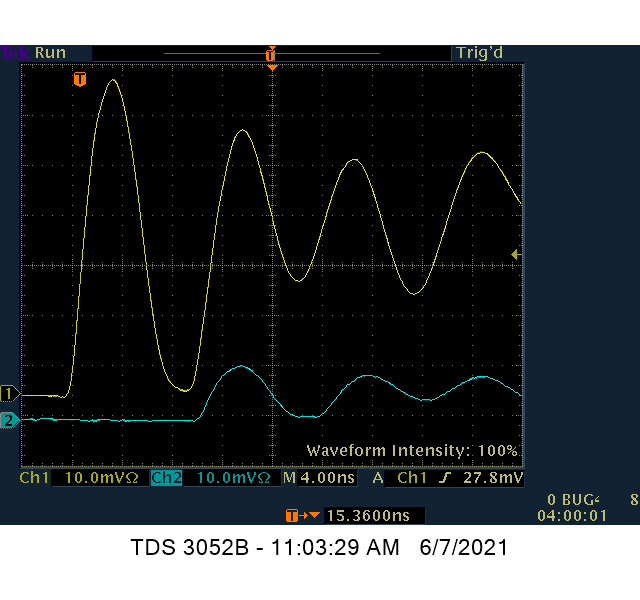 Tek Run Trig'd
T
T
1
2
Waveform Intensity: 100%
Ch1 10.0mVΩ Ch2 10.0mVΩ M 4.00ns A Ch1 27.8mV
0 BUG 8
T 15.3600ns 04:00:01
TDS 3052B - 11:03:29 AM 6/7/2021